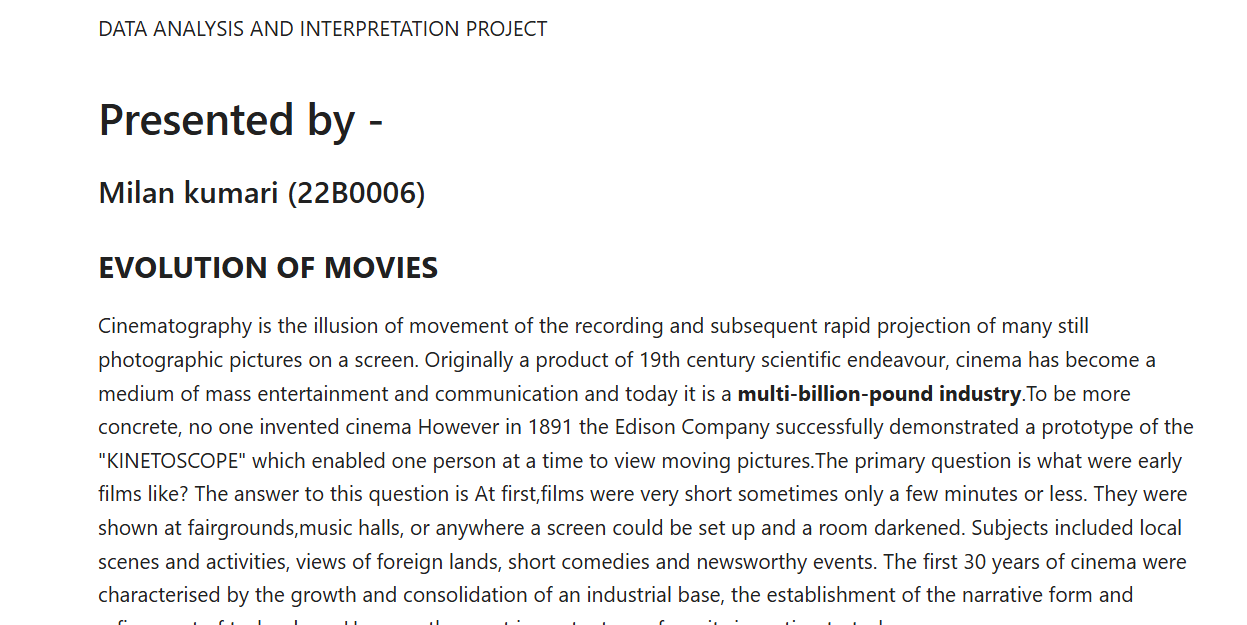 DATA ANALYSIS AND INTERPRETATION PROJECT
Presented by -
Milan kumari (22B0006)
EVOLUTION OF MOVIES
Cinematography is the illusion of movement of the recording and subsequent rapid projection of many still
photographic pictures on a screen. Originally a product of 19th century scientific endeavour, cinema has become a
medium of mass entertainment and communication and today it is a multi-billion-pound industry.To be more
concrete, no one invented cinema However in 1891 the Edison Company successfully demonstrated a prototype of the
"KINETOSCOPE" which enabled one person at a time to view moving pictures.The primary question is what were early
films like? The answer to this question is At first,films were very short sometimes only a few minutes or less. They were
shown at fairgrounds,music halls, or anywhere a screen could be set up and a room darkened. Subjects included local
scenes and activities, views of foreign lands, short comedies and newsworthy events. The first 30 years of cinema were
characterised by the growth and consolidation of an industrial base, the establishment of the narrative form and